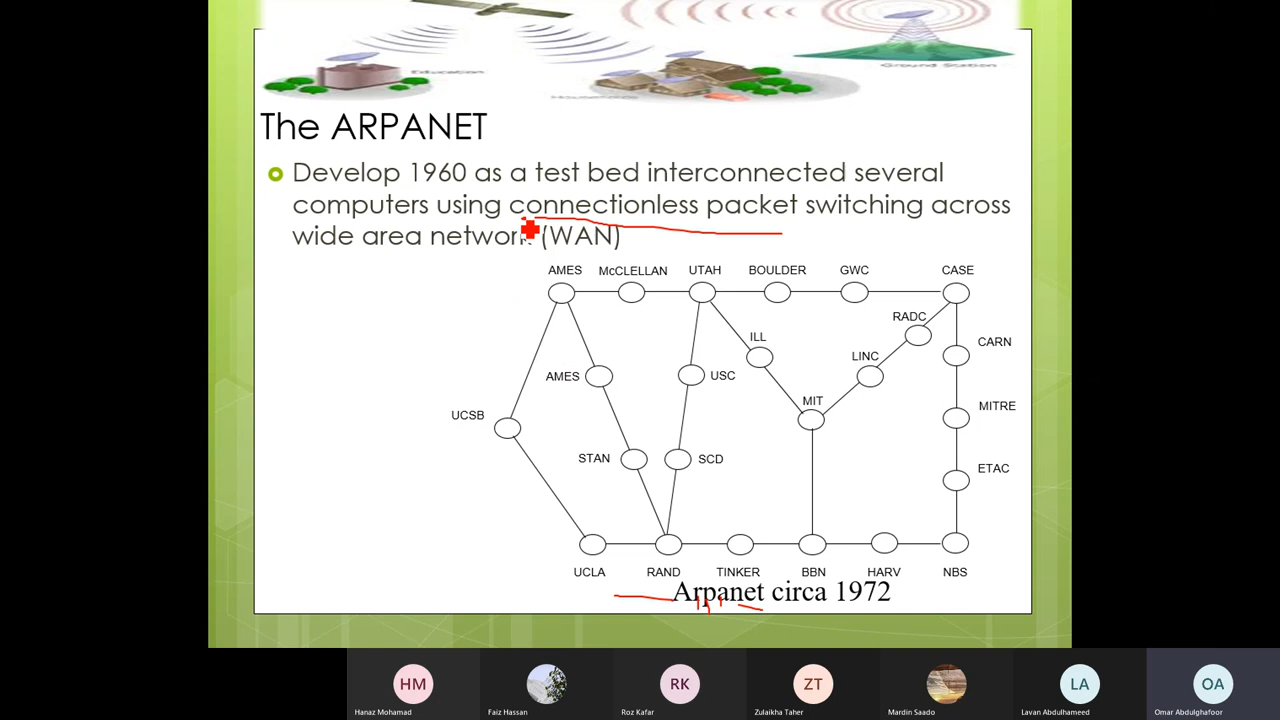 Education
Ground Station
The ARPANET
Develop 1960 as a test bed interconnected several
computers using connectionless packet switching across
wide area network (WAN)
AMES McCLELLAN UTAH BOULDER GWC CASE
RADC
ILL
CARN
LINC
AMES
USC
MIT
MITRE
UCSB
STAN
SCD
ETAC
UCLA RAND TINKER BBN HARV NBS
Arpanet circa 1972
HM RK ZT LA OA
Hanaz Mohamad Faiz Hassan Roz Kafar Zulaikha Taher Mardin Saado Lavan Abdulhameed Omar Abdulghafoor